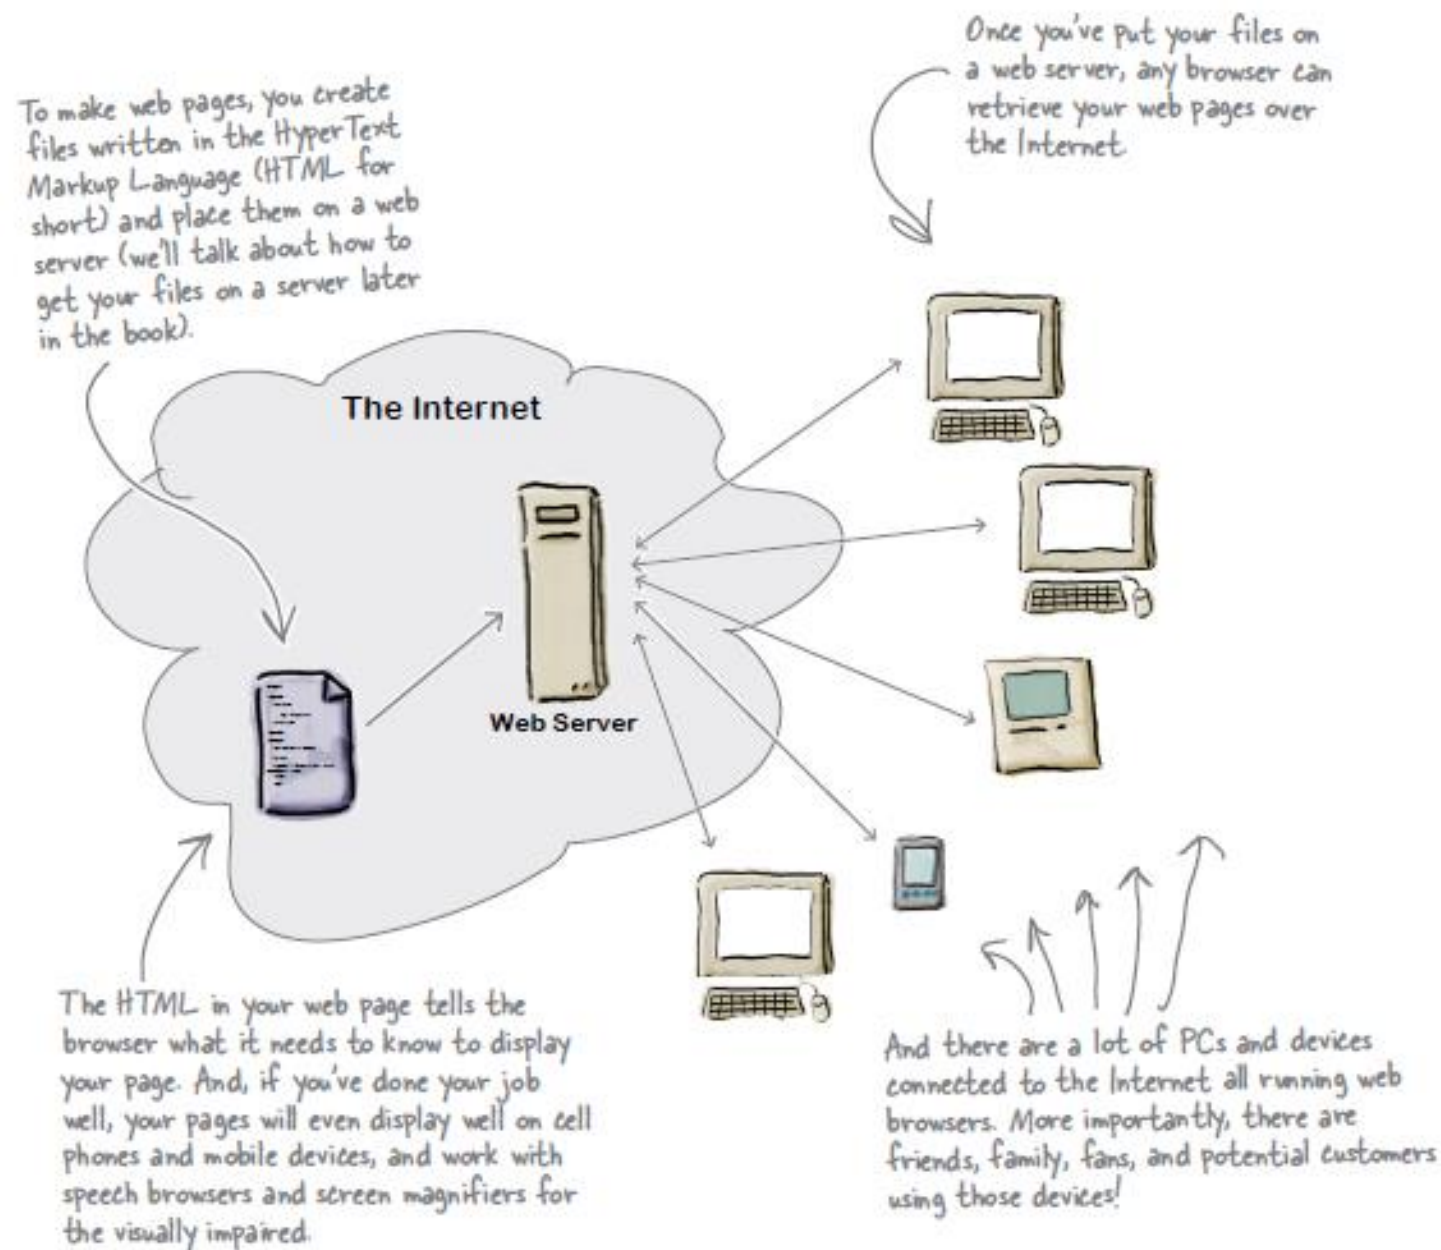 To make web pages, you create
files written in the HyperText
Markup Language (HTML for
short) and place them on a web
server (we'll talk about how to
get your files on a server later
in the book).
Once you've put your files on
a web server, any browser can
retrieve your web pages over
the Internet.
The Internet
Web Server
The HTML in your web page tells the
browser what it needs to know to display
your page. And, if you've done your job
well, your pages will even display well on cell
phones and mobile devices, and work with
speech browsers and screen magnifiers for
the visually impaired.
And there are a lot of PCs and devices
connected to the Internet all running web
browsers. More importantly, there are
friends, family, fans, and potential customers
using those devices!